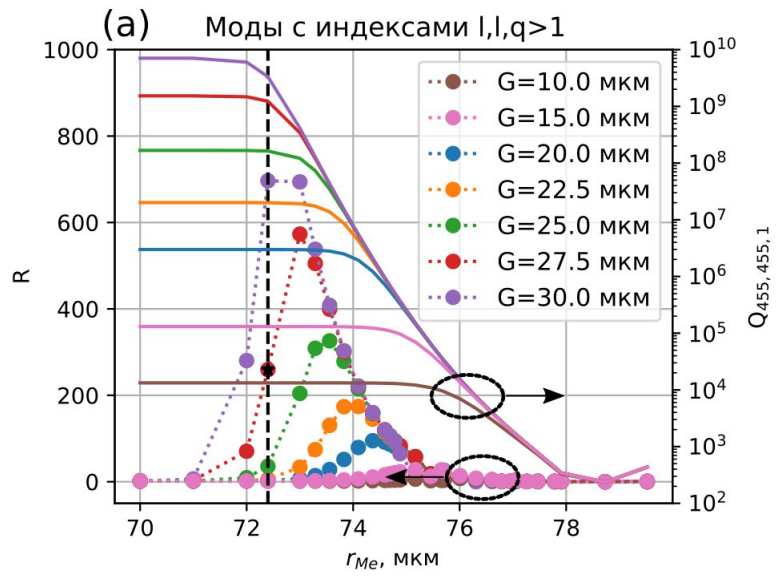 (a) Моды с индексами l,l,q>1
R
1000
800
600
400
200
0
70 72 74 76 78
r_Me, мкм
G=10.0 мкм
G=15.0 мкм
G=20.0 мкм
G=22.5 мкм
G=25.0 мкм
G=27.5 мкм
G=30.0 мкм
10^10
10^9
10^8
10^7
10^6
10^5
10^4
10^3
10^2
Q_455,455,1